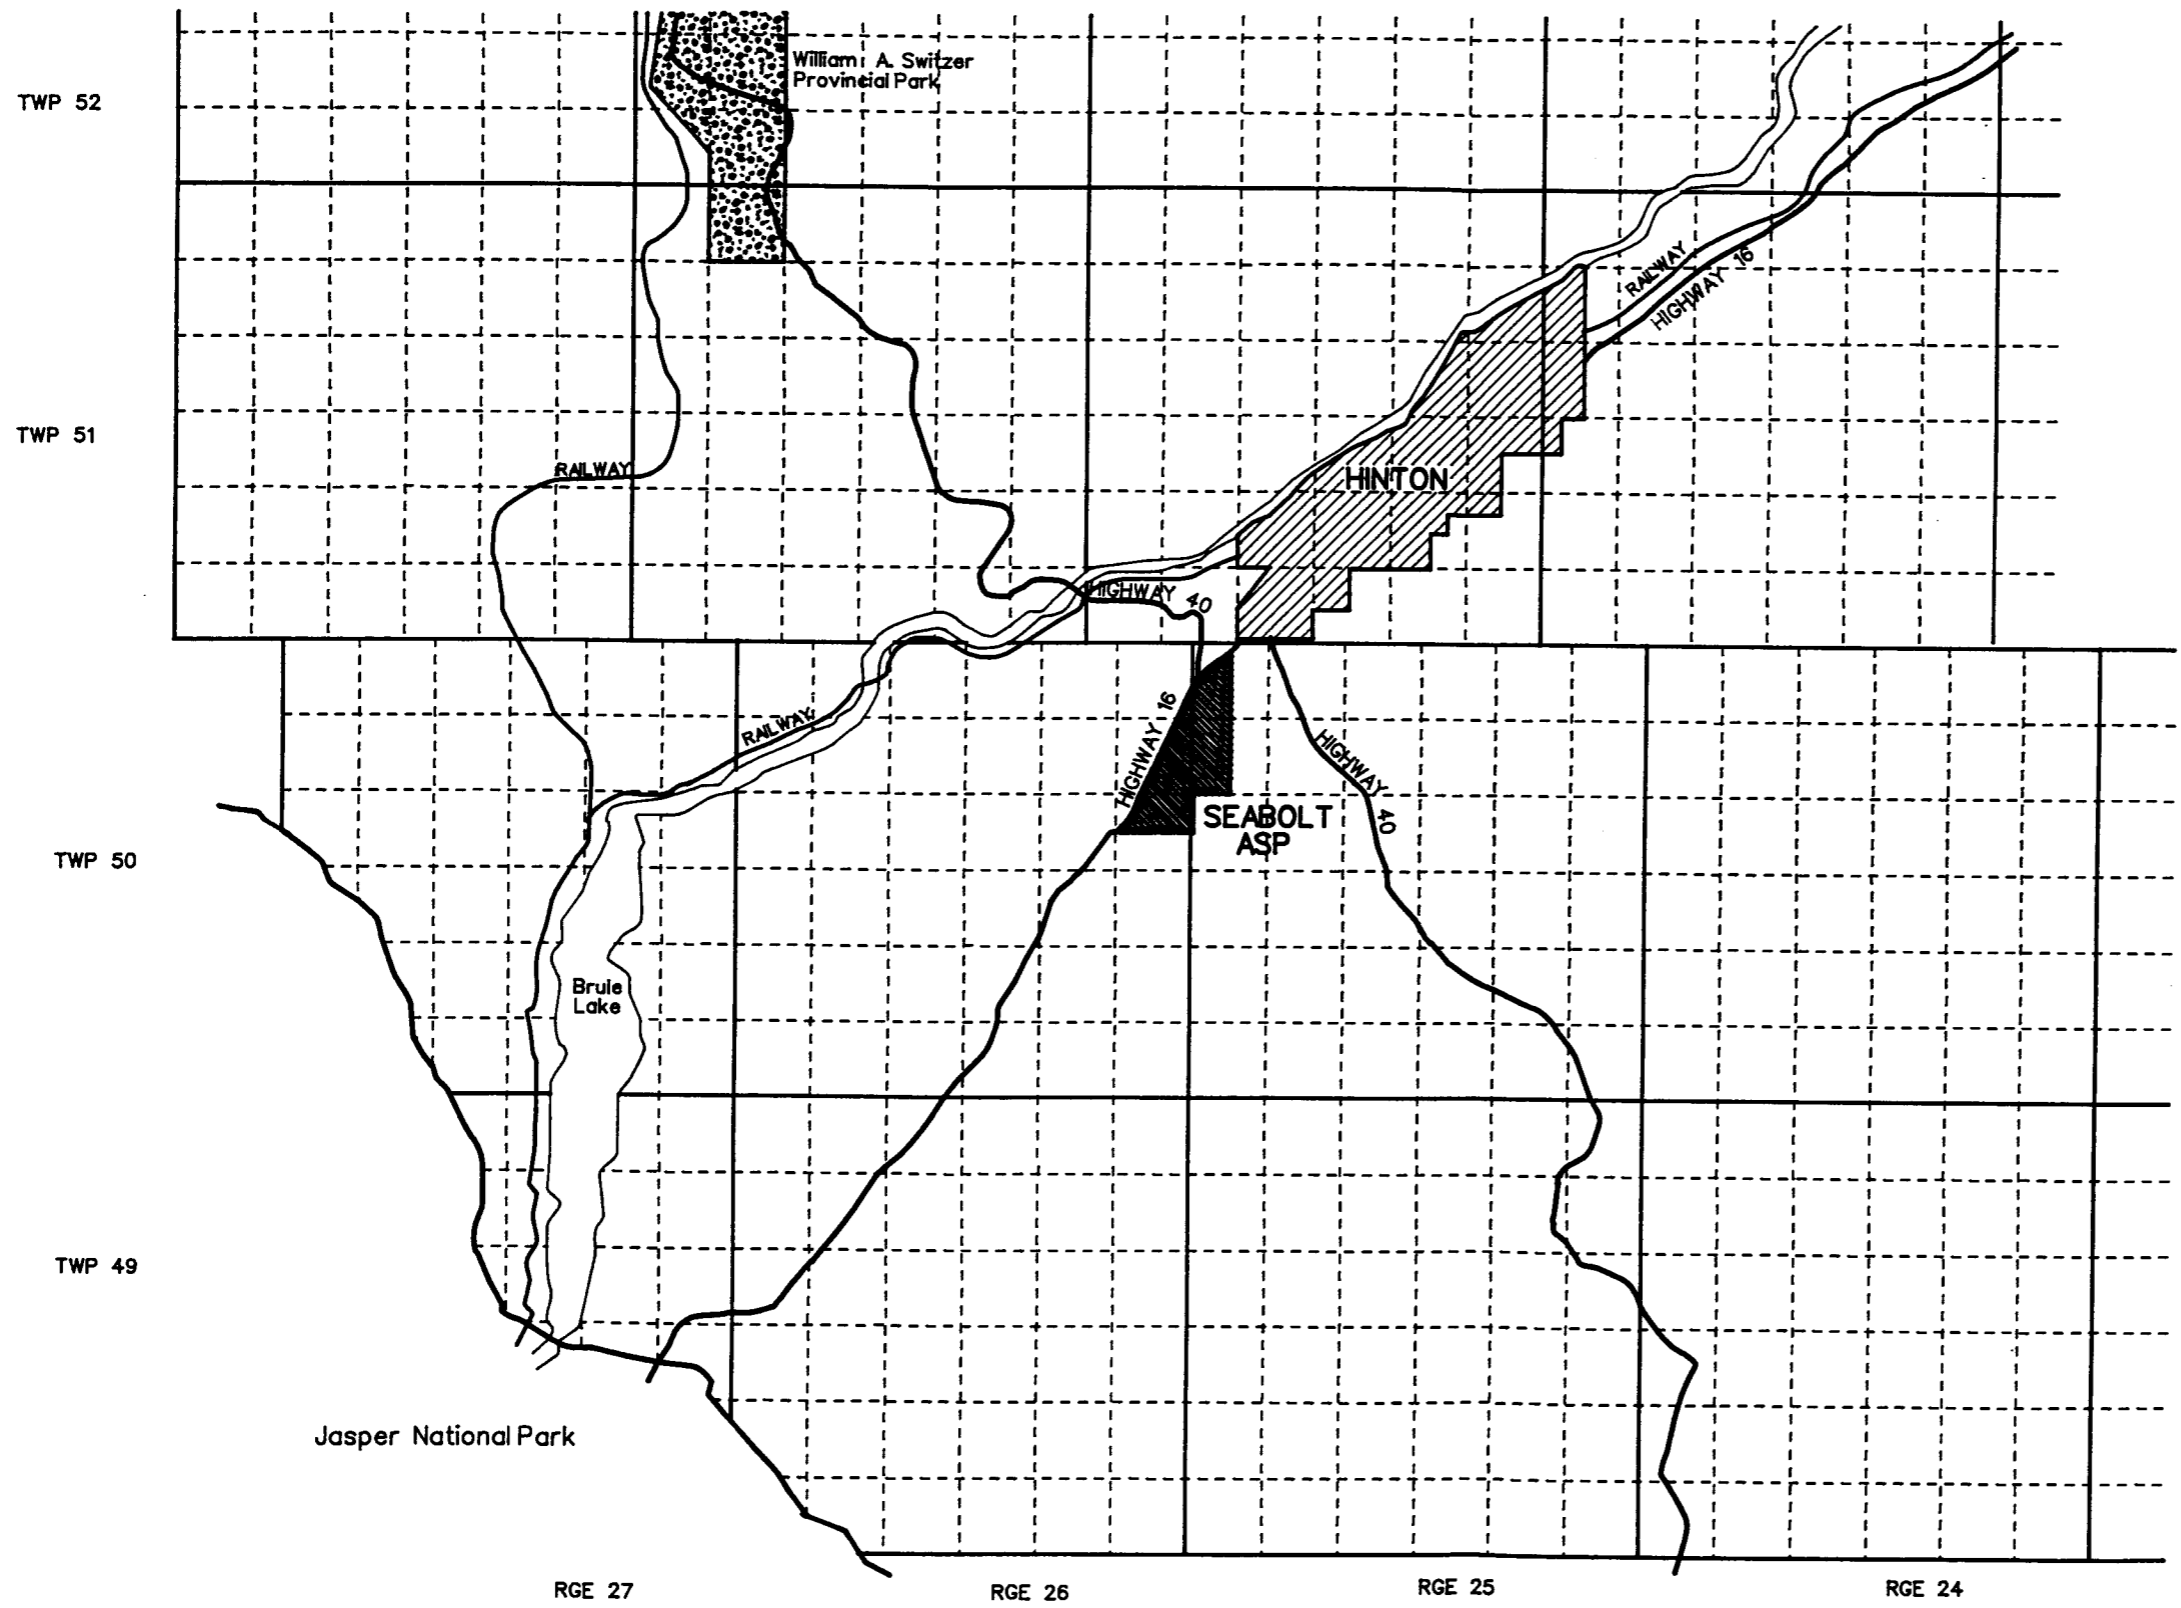 William A. Switzer
Provincial Park
TWP 52
RAILWAY
HIGHWAY 16
TWP 51
RAILWAY
HINTON
HIGHWAY 40
HIGHWAY 16
RAILWAY
HIGHWAY 40
SEABOLT
ASP
TWP 50
Brule
Lake
TWP 49
Jasper National Park
RGE 27
RGE 26
RGE 25
RGE 24